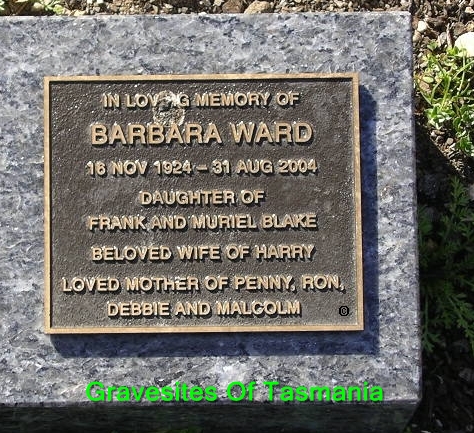 IN LOVING MEMORY OF
BARBARA WARD
16 NOV 1924 – 31 AUG 2004
DAUGHTER OF
FRANK AND MURIEL BLAKE
BELOVED WIFE OF HARRY
LOVED MOTHER OF PENNY, RON,
DEBBIE AND MALCOLM
Gravesites Of Tasmania